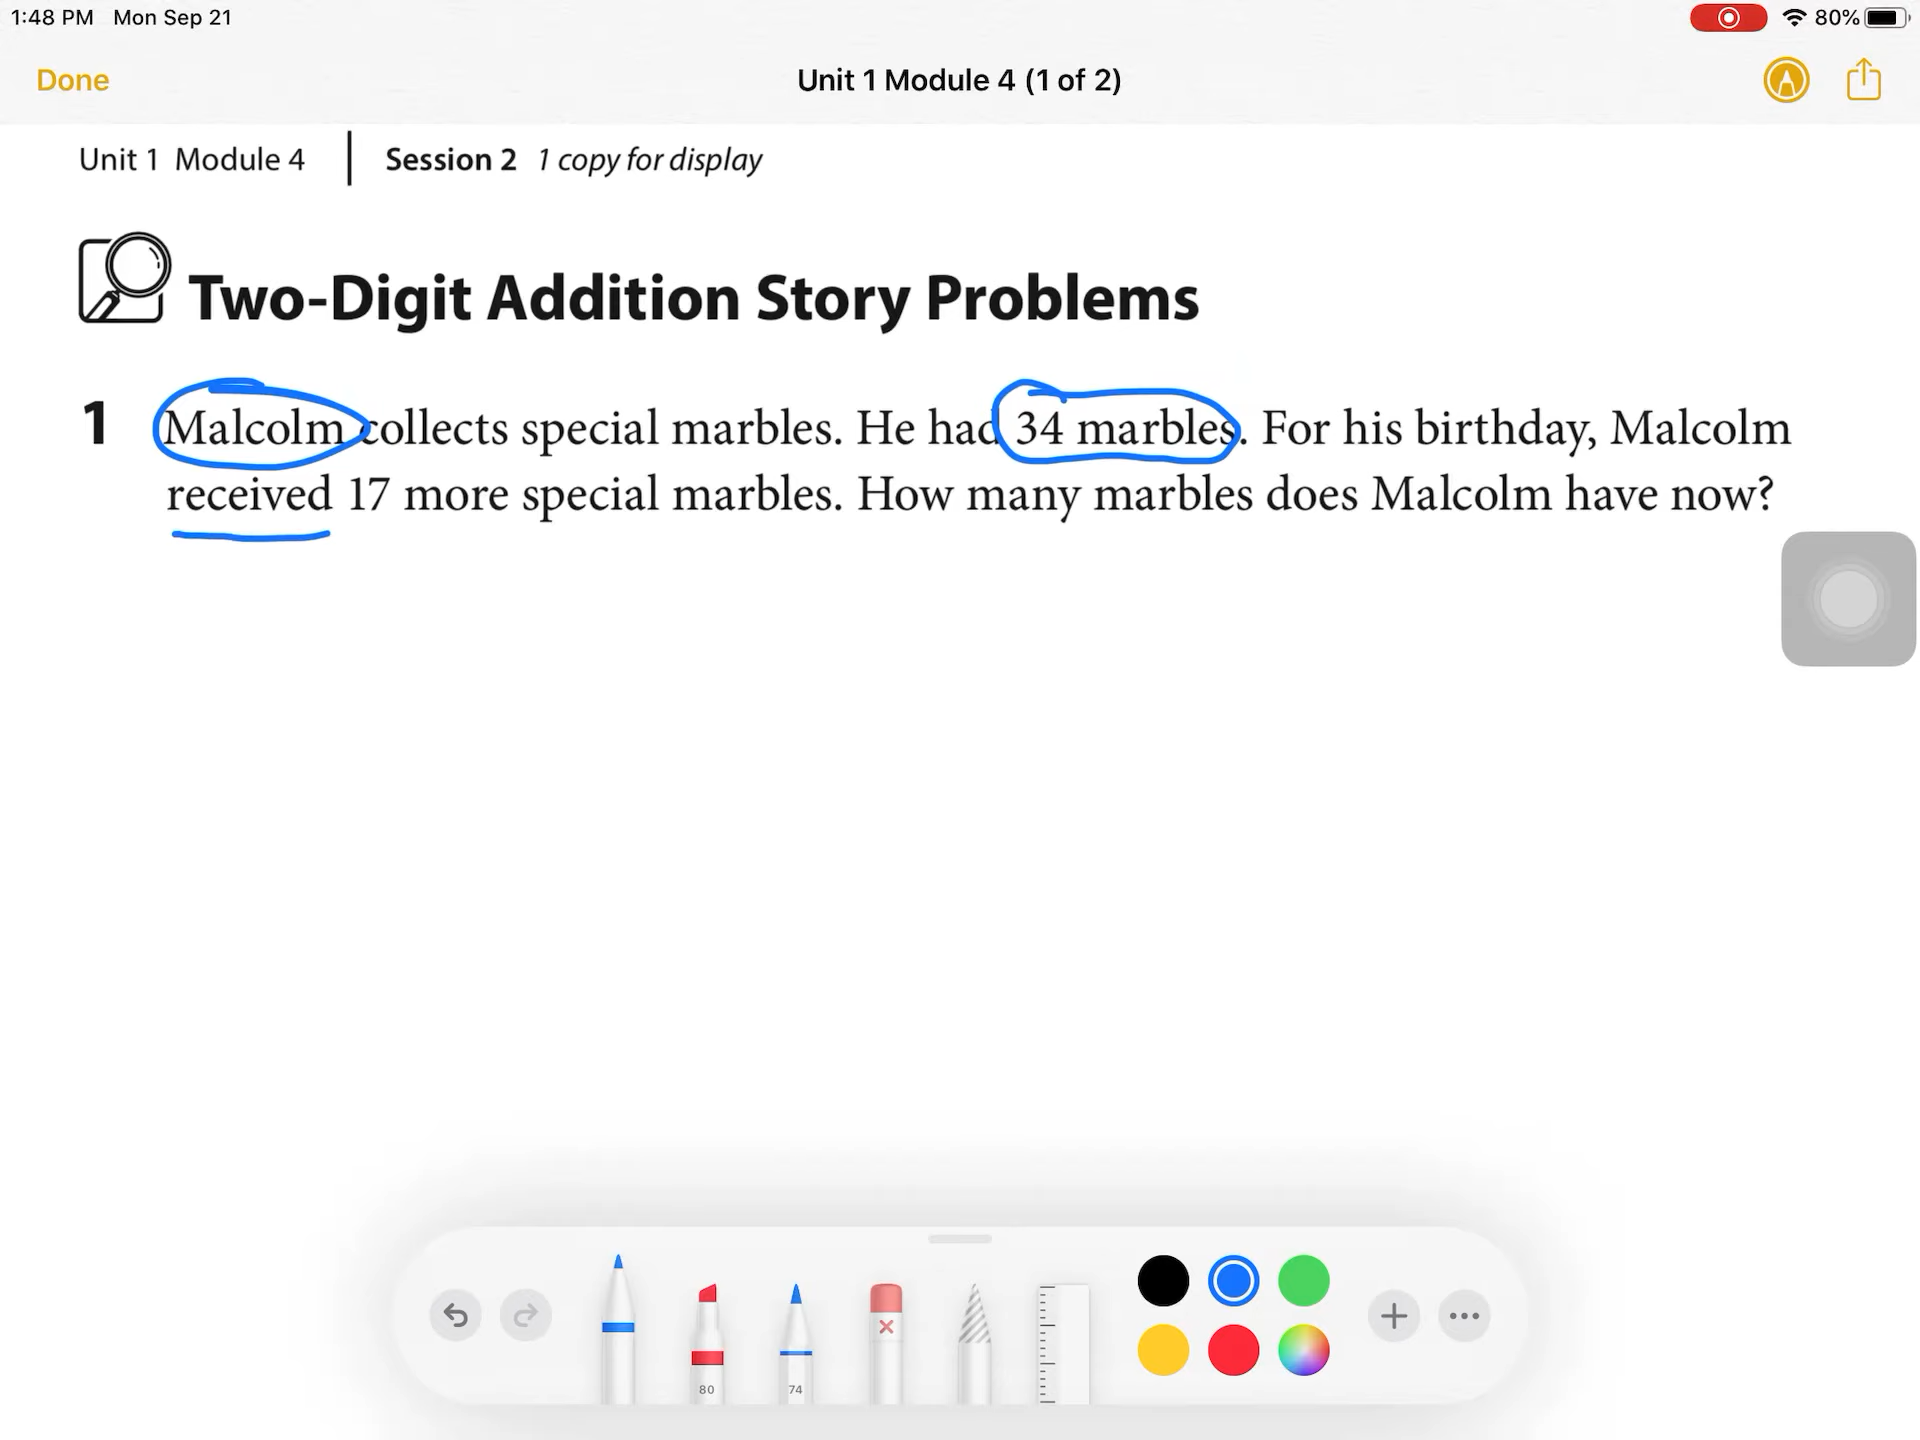 1:48 PM Mon Sep 21
80%
Done
Unit 1 Module 4 (1 of 2)
Unit 1 Module 4
Session 2 1 copy for display
Two-Digit Addition Story Problems
1 Malcolm collects special marbles. He had 34 marbles. For his birthday, Malcolm
received 17 more special marbles. How many marbles does Malcolm have now?
80
74